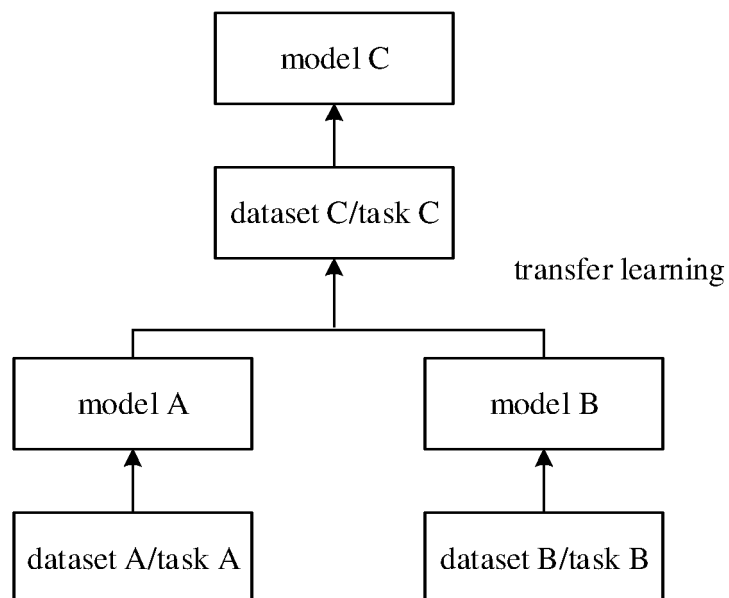 model C
dataset C/task C
transfer learning
model A
model B
dataset A/task A
dataset B/task B